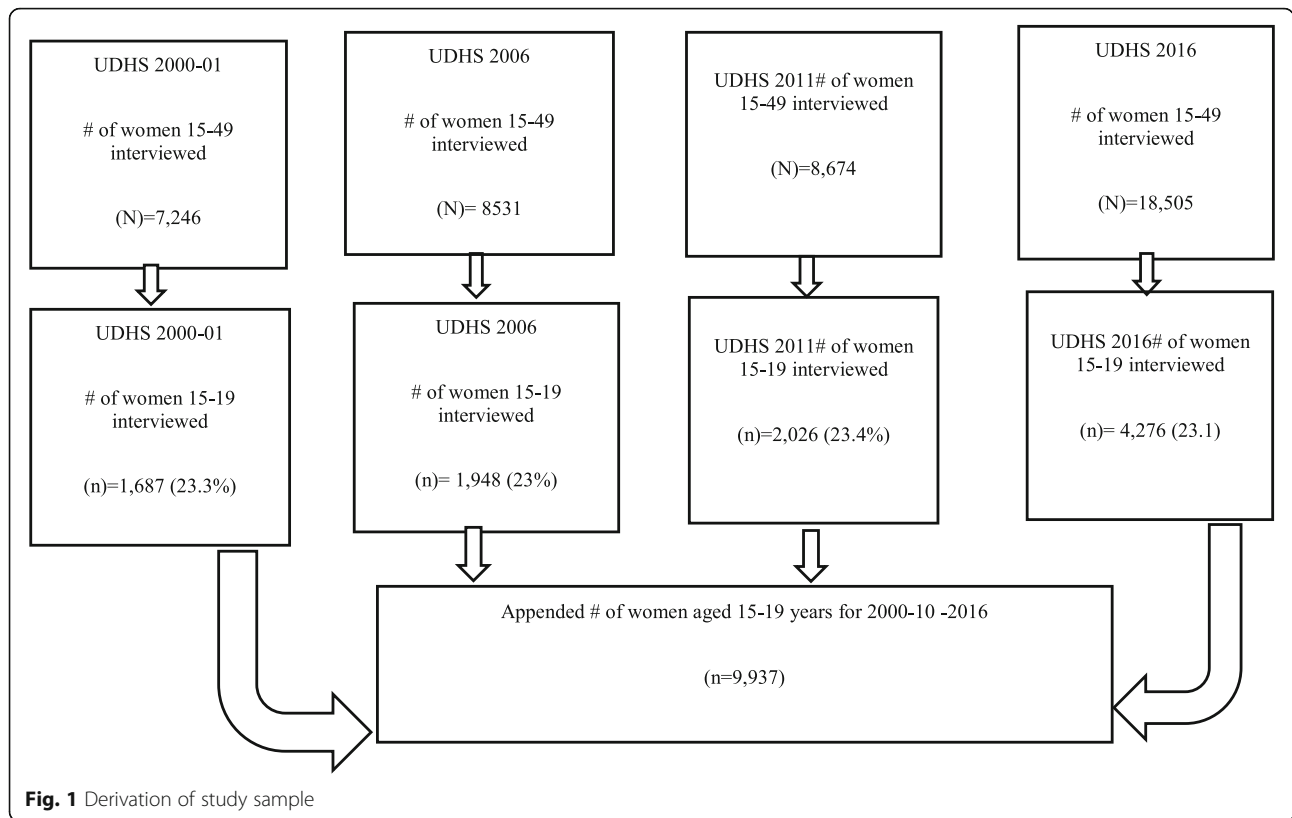 UDHS 2000-01
# of women 15-49
interviewed
(N)=7,246
UDHS 2006
# of women 15-49
interviewed
(N)= 8531
UDHS 2011# of women
15-49 interviewed
(N)=8,674
UDHS 2016
# of women 15-49
interviewed
(N)=18,505
UDHS 2000-01
# of women 15-19
interviewed
(n)=1,687 (23.3%)
UDHS 2006
# of women 15-19
interviewed
(n)= 1,948 (23%)
UDHS 2011# of women
15-19 interviewed
(n)=2,026 (23.4%)
UDHS 2016# of women
15-19 interviewed
(n)= 4,276 (23.1)
Appended # of women aged 15-19 years for 2000-10 -2016
(n=9,937)
Fig. 1 Derivation of study sample